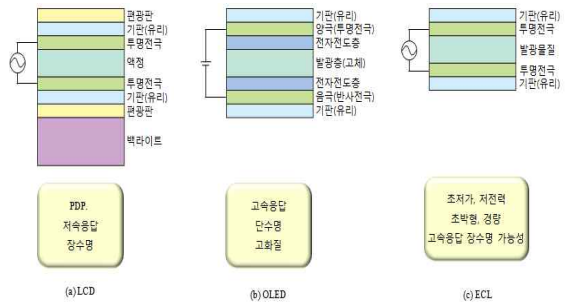 편광판
기판(유리)
투명전극
액정
투명전극
기판(유리)
편광판
백라이트
PDP.
저속응답
장수명
(a) LCD
기판(유리)
양극(투명전극)
전자전도층
발광층(고체)
전자전도층
음극(반사전극)
기판(유리)
고속응답
단수명
고화질
(b) OLED
기판(유리)
투명전극
발광물질
투명전극
기판(유리)
초저가, 저전력
초박형, 경량
고속응답 장수명 가능성
(c) ECL